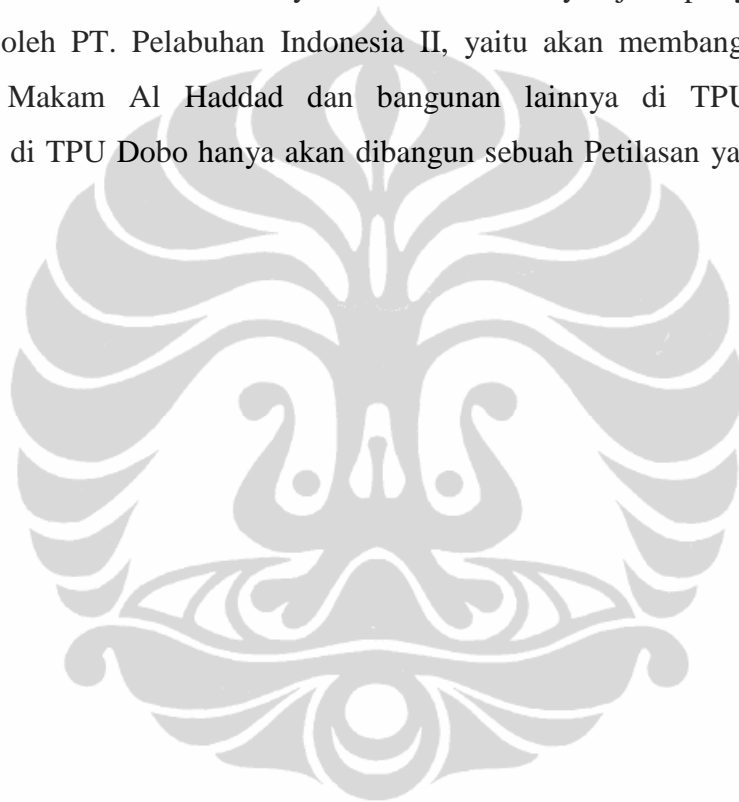 oleh PT. Pelabuhan Indonesia II, yaitu akan membang
Makam Al Haddad dan bangunan lainnya di TPU
di TPU Dobo hanya akan dibangun sebuah Petilasan ya